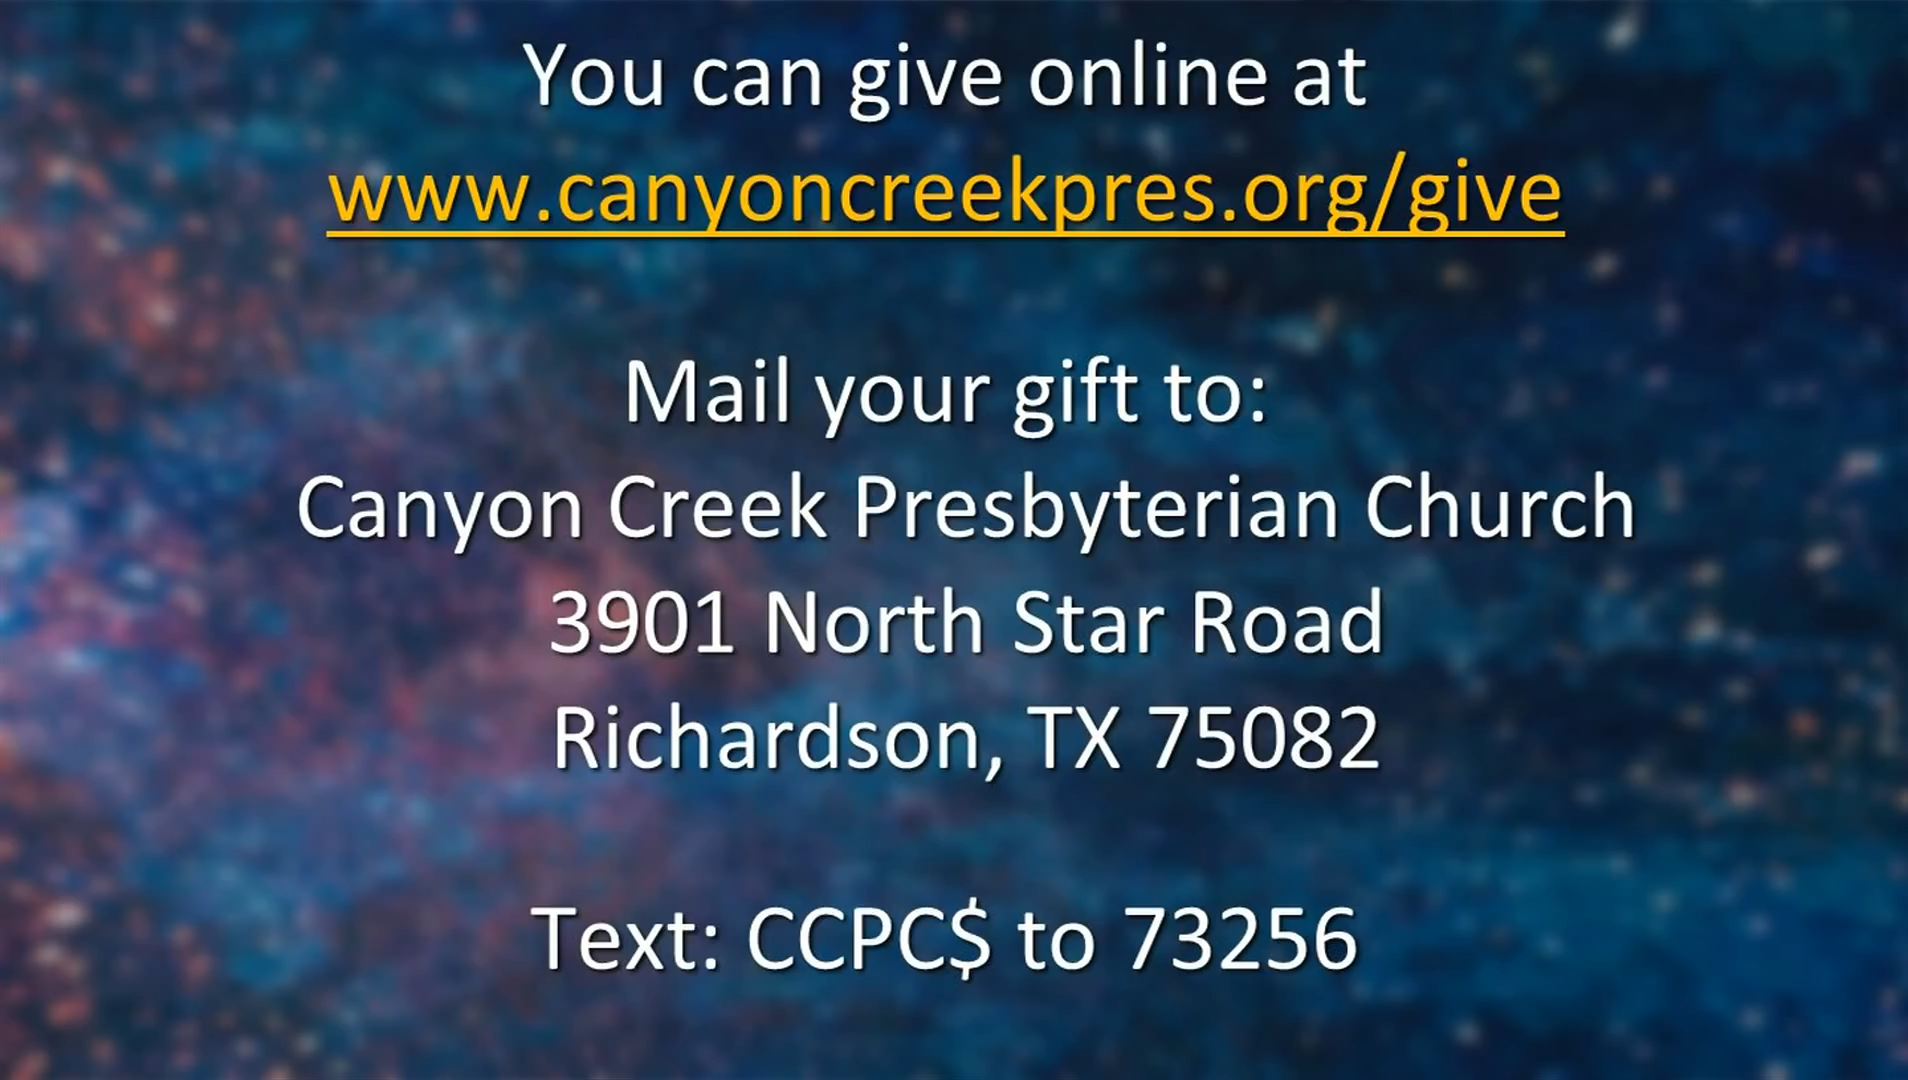 You can give online at
www.canyoncreekpres.org/give
Mail your gift to:
Canyon Creek Presbyterian Church
3901 North Star Road
Richardson, TX 75082
Text: CCPC$ to 73256